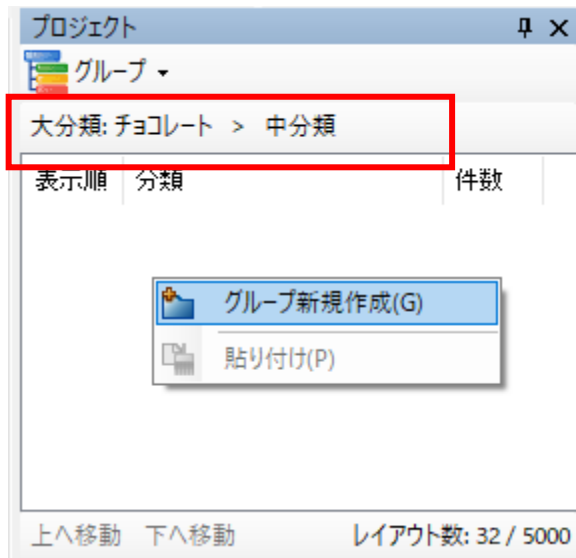 プロジェクト
グループ
大分類: チョコレート > 中分類
表示順 分類 件数
グループ新規作成(G)
貼り付け(P)
上へ移動 下へ移動 レイアウト数: 32 / 5000